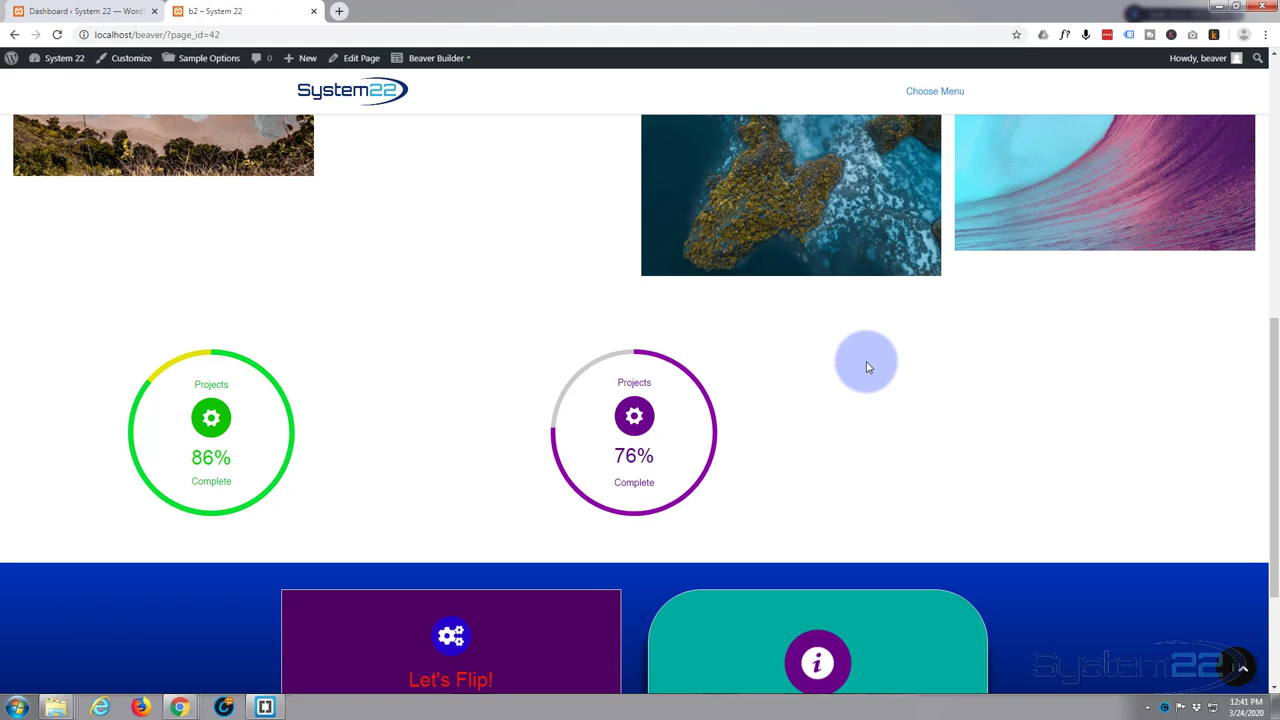 Dashboard ‹ System 22 — Word
b2 – System 22
localhost/beaver/?page_id=42
System 22
Customize
Sample Options
0
New
Edit Page
Beaver Builder
Howdy, beaver
System22
Choose Menu
Projects
86%
Complete
Projects
76%
Complete
Let's Flip!
System22
12:41 PM
3/24/2020